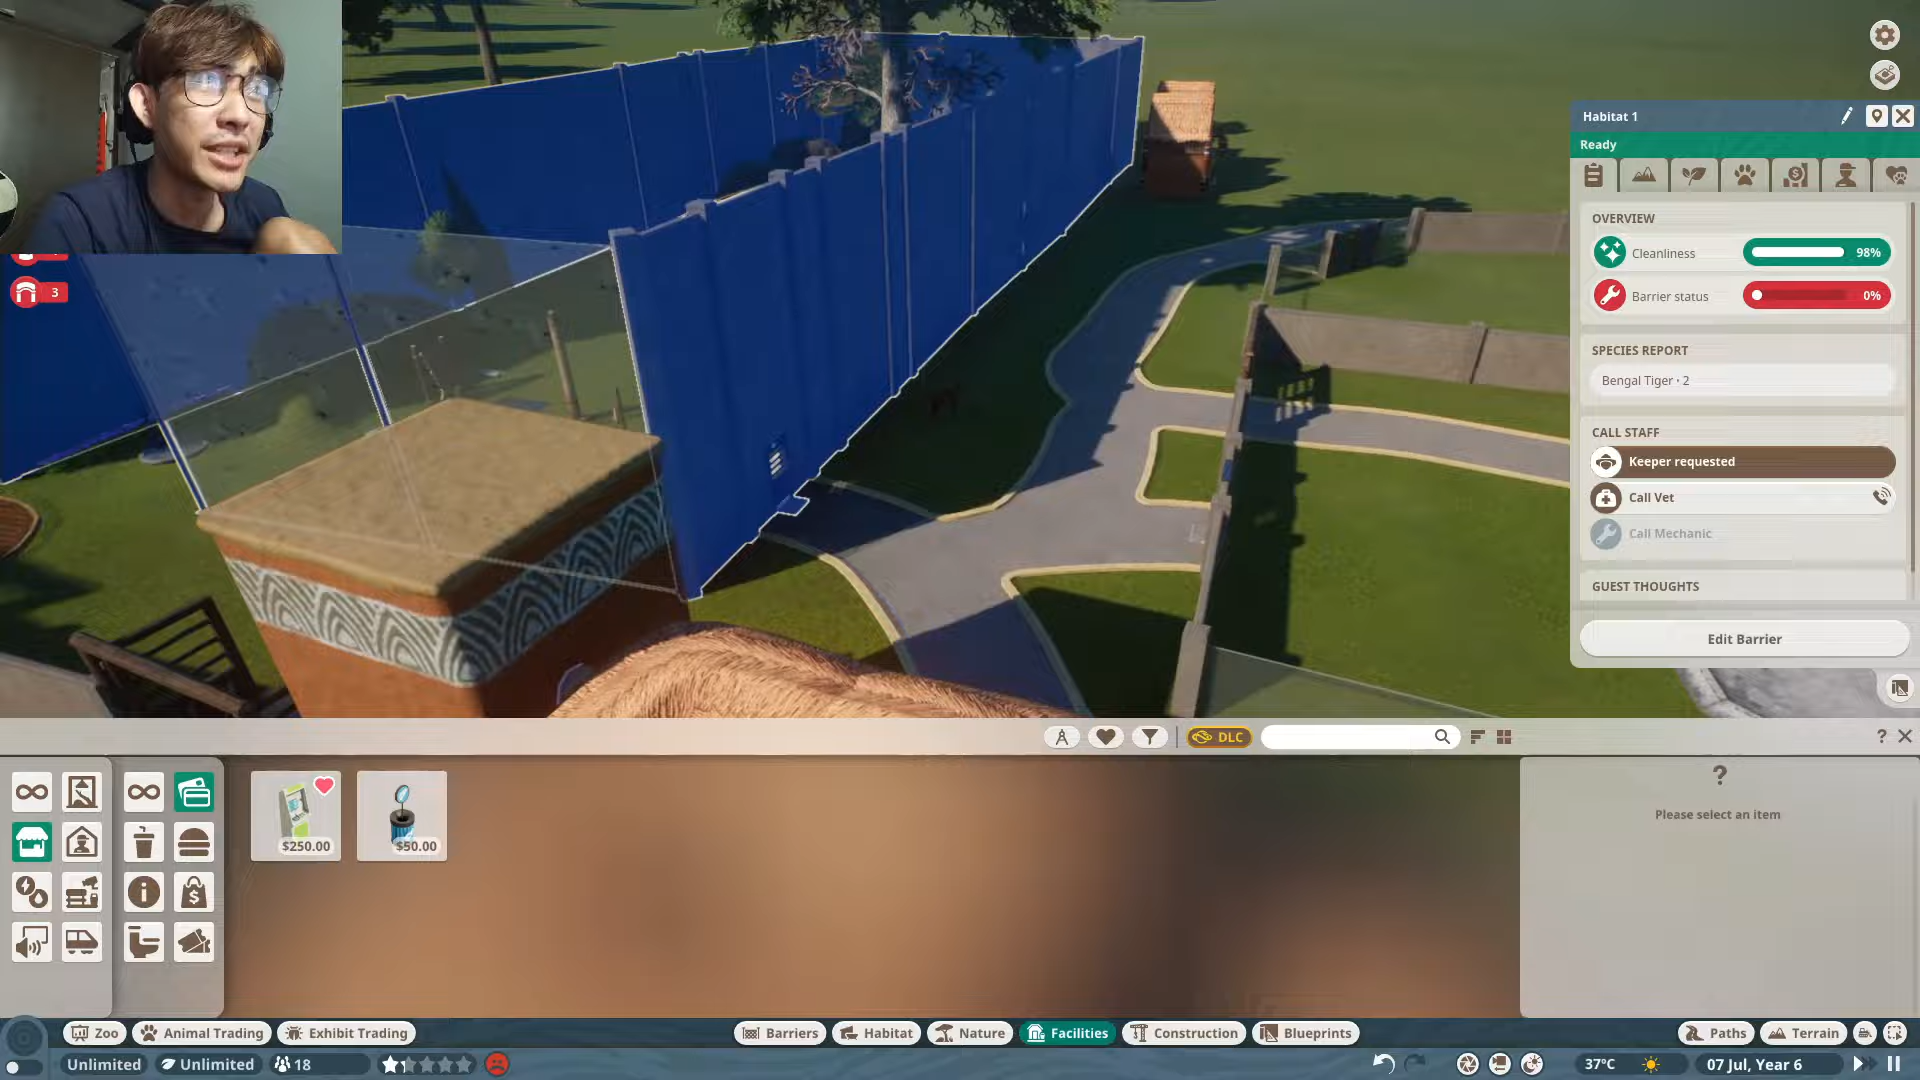 Habitat 1
Ready
OVERVIEW
Cleanliness 98%
Barrier status 0%
3
SPECIES REPORT
Bengal Tiger · 2
CALL STAFF
Keeper requested
Call Vet
Call Mechanic
GUEST THOUGHTS
Edit Barrier
DLC
?
?
Please select an item
$250.00 $50.00
Zoo Animal Trading Exhibit Trading Barriers Habitat Nature Facilities Construction Blueprints Paths Terrain
Unlimited Unlimited 18 37°C 07 Jul, Year 6